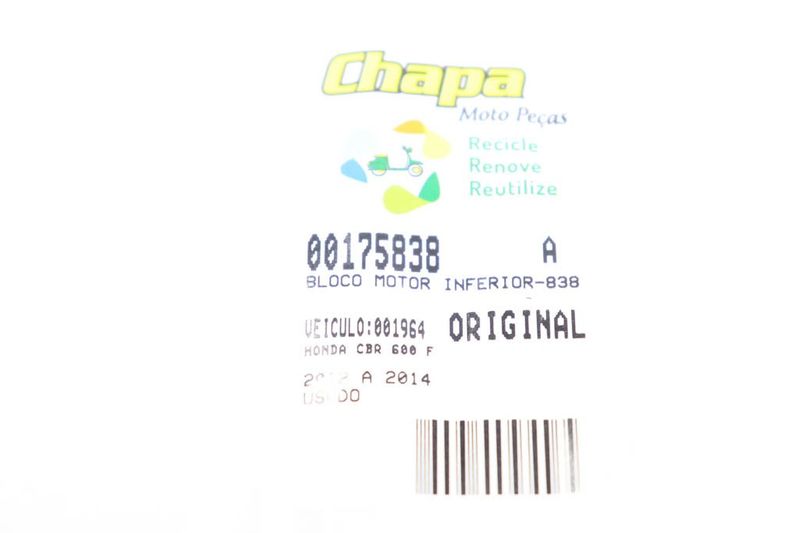 Chapa
Moto Peças
Recicle
Renove
Reutilize
00175838 A
BLOCO MOTOR INFERIOR-838
VEICULO:001964 ORIGINAL
HONDA CBR 600 F
A 2014